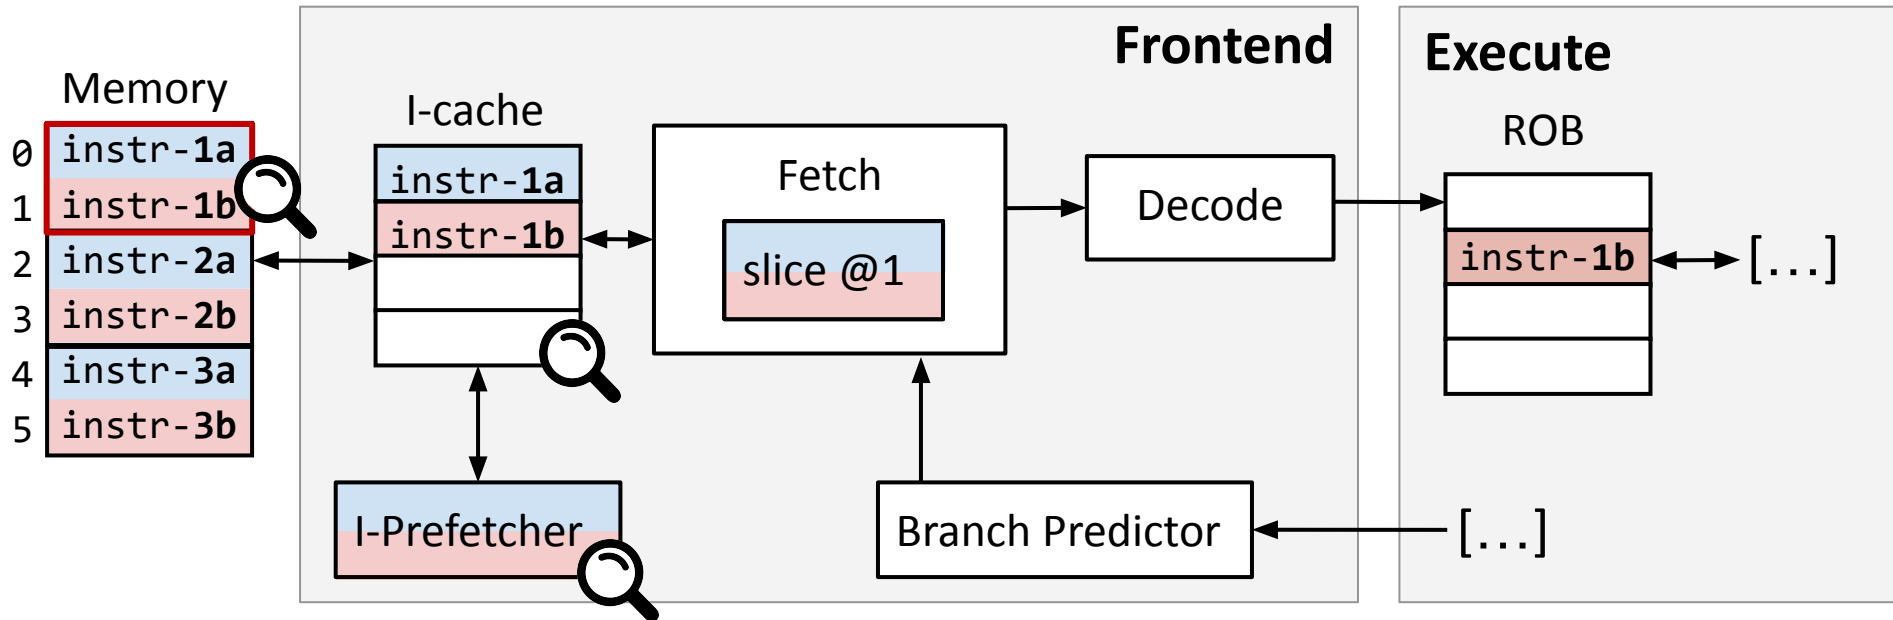 Frontend
Execute
Memory
0 instr-1a
1 instr-1b
2 instr-2a
3 instr-2b
4 instr-3a
5 instr-3b
I-cache
instr-1a
instr-1b
Fetch
slice @1
Decode
ROB
instr-1b
[...]
I-Prefetcher
Branch Predictor
[...]